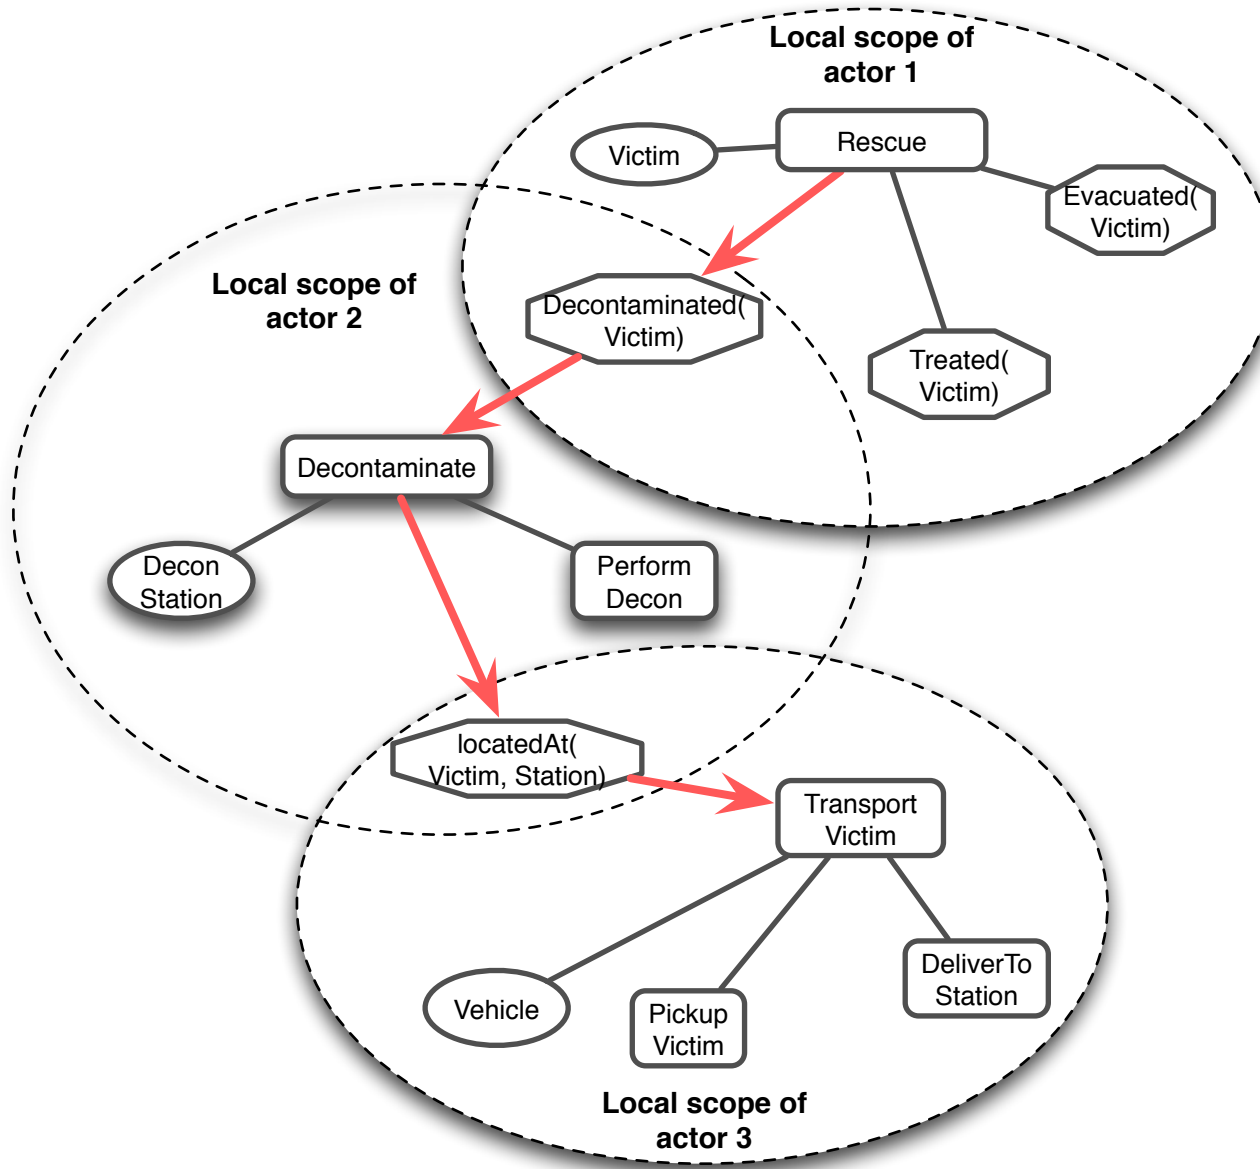 Local scope of
actor 1
Victim
Rescue
Evacuated(
Victim)
Local scope of
actor 2
Decontaminated(
Victim)
Treated(
Victim)
Decontaminate
Decon
Station
Perform
Decon
locatedAt(
Victim, Station)
Transport
Victim
Vehicle
Pickup
Victim
DeliverTo
Station
Local scope of
actor 3